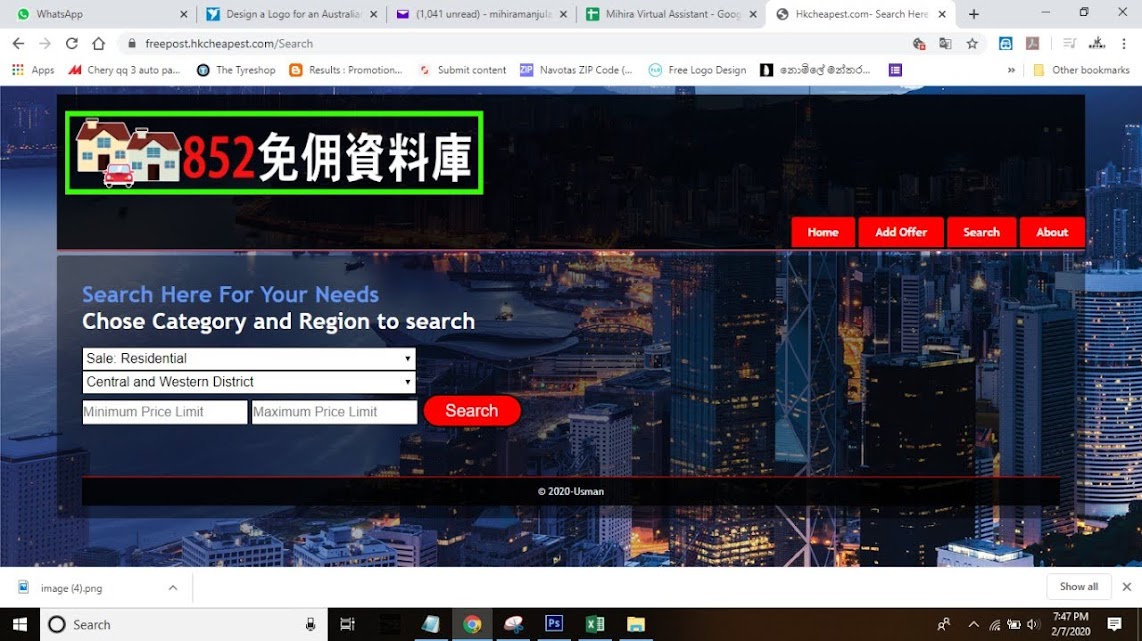 WhatsApp
Design a Logo for an Australia
(1,041 unread) - mihiramanjula
Mihira Virtual Assistant - Goog
Hkcheapest.com- Search Here
freepost.hkcheapest.com/Search
Apps
Chery qq 3 auto pa...
The Tyreshop
Results : Promotion...
Submit content
ZIP
Navotas ZIP Code (...
Free Logo Design
නොමිලේ මන්තර...
»
Other bookmarks
852免佣資料庫
Home
Add Offer
Search
About
Search Here For Your Needs
Chose Category and Region to search
Sale: Residential
Central and Western District
Minimum Price Limit
Maximum Price Limit
Search
© 2020-Usman
image (4).png
Show all
Search
Ps
7:47 PM
2/7/2020